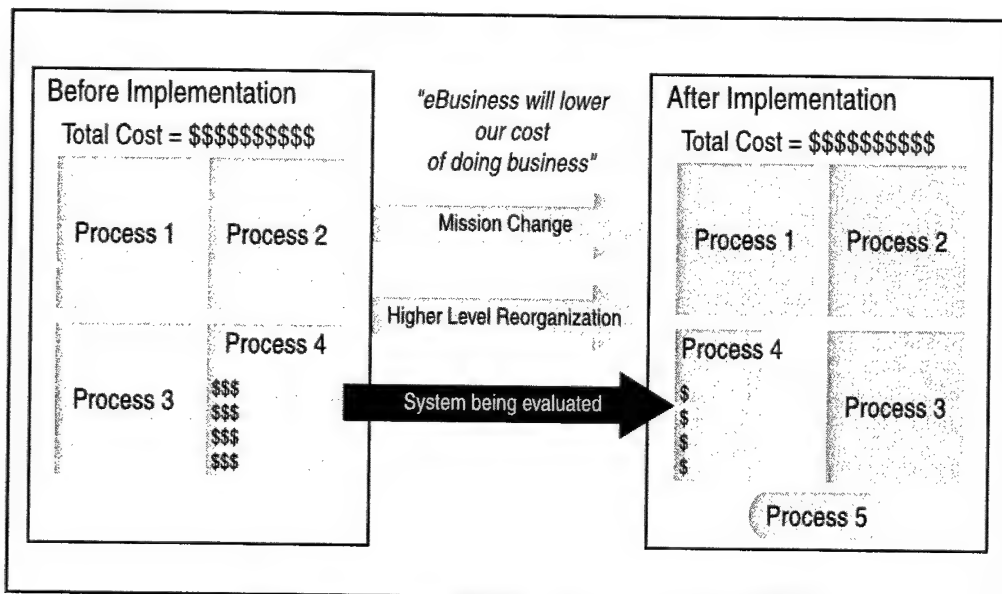 Before Implementation
Total Cost = $$$$$$$$$$
Process 1
Process 2
Process 3
Process 4
$$$
$$$
$$$
$$$
"eBusiness will lower
our cost
of doing business"
Mission Change
Higher Level Reorganization
System being evaluated
After Implementation
Total Cost = $$$$$$$$$$
Process 1
Process 2
Process 4
$
$
$
$
Process 3
Process 5